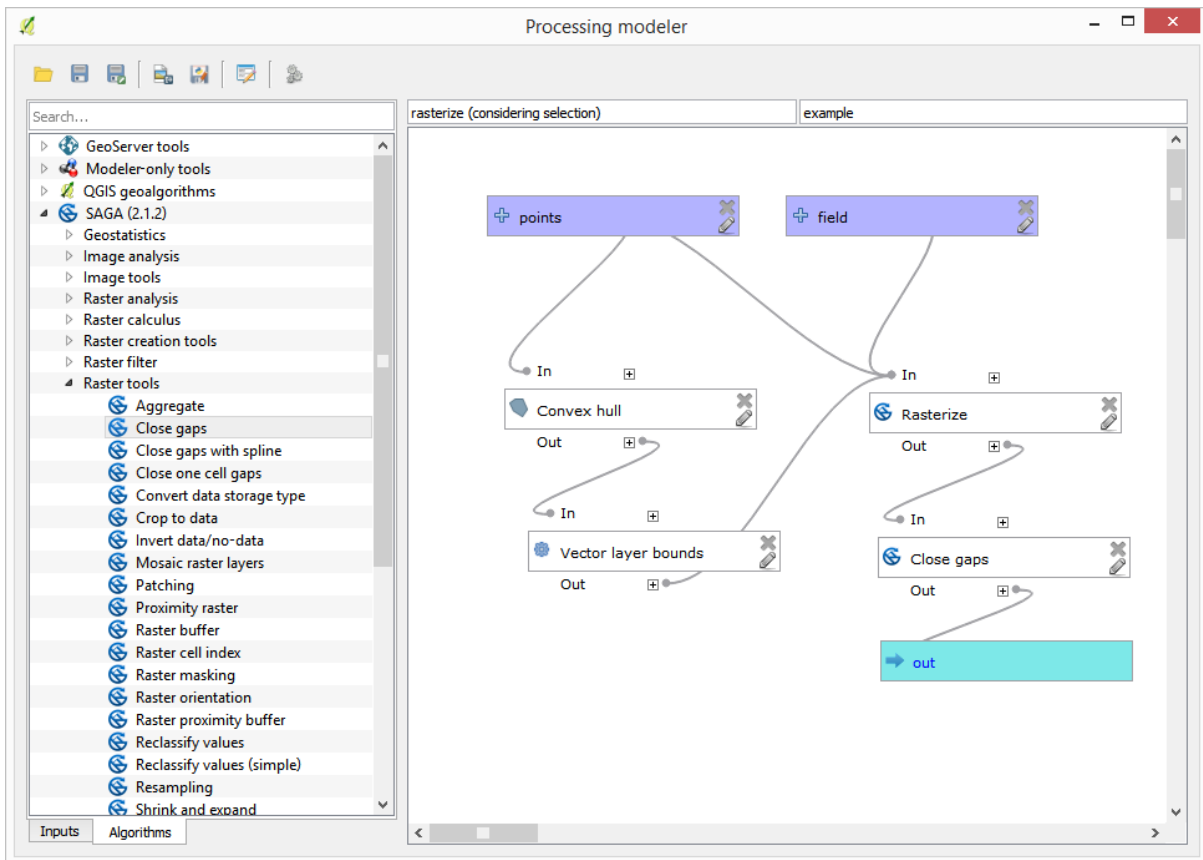 Processing modeler
Search...
rasterize (considering selection)
example
GeoServer tools
Modeler-only tools
QGIS geoalgorithms
SAGA (2.1.2)
Geostatistics
Image analysis
Image tools
Raster analysis
Raster calculus
Raster creation tools
Raster filter
Raster tools
Aggregate
Close gaps
Close gaps with spline
Close one cell gaps
Convert data storage type
Crop to data
Invert data/no-data
Mosaic raster layers
Patching
Proximity raster
Raster buffer
Raster cell index
Raster masking
Raster orientation
Raster proximity buffer
Reclassify values
Reclassify values (simple)
Resampling
Shrink and expand
Inputs
Algorithms
points
field
In
Convex hull
Out
In
Vector layer bounds
Out
In
Rasterize
Out
In
Close gaps
Out
out